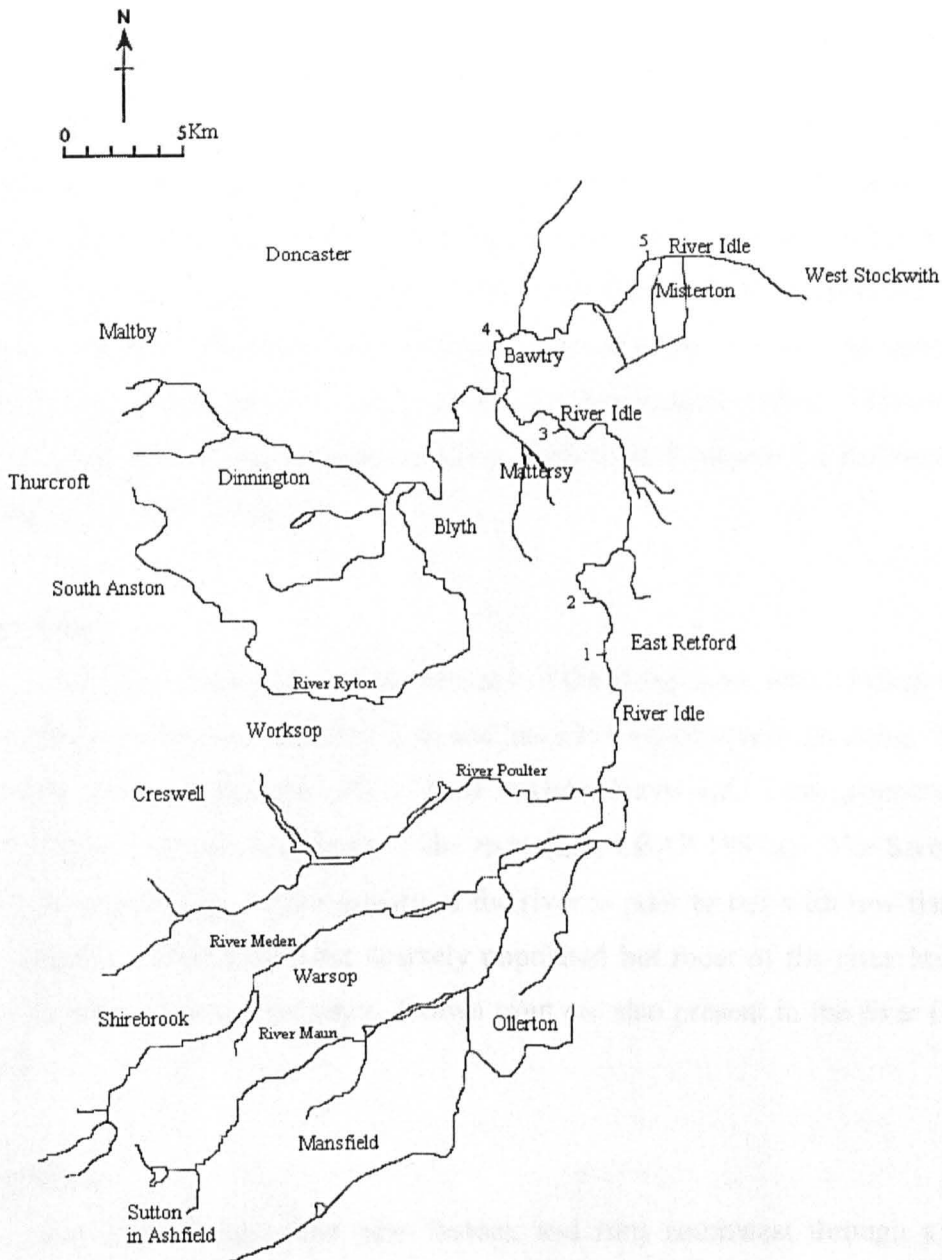 N
0 5Km
Doncaster
5
River Idle
West Stockwith
Misterton
Maltby
4
Bawtry
River Idle
3
Thurcroft
Dinnington
Mattersy
Blyth
South Anston
2
East Retford
1
River Ryton
River Idle
Worksop
River Poulter
Creswell
River Meden
Warsop
Shirebrook
River Maun
Ollerton
Mansfield
Sutton
in Ashfield